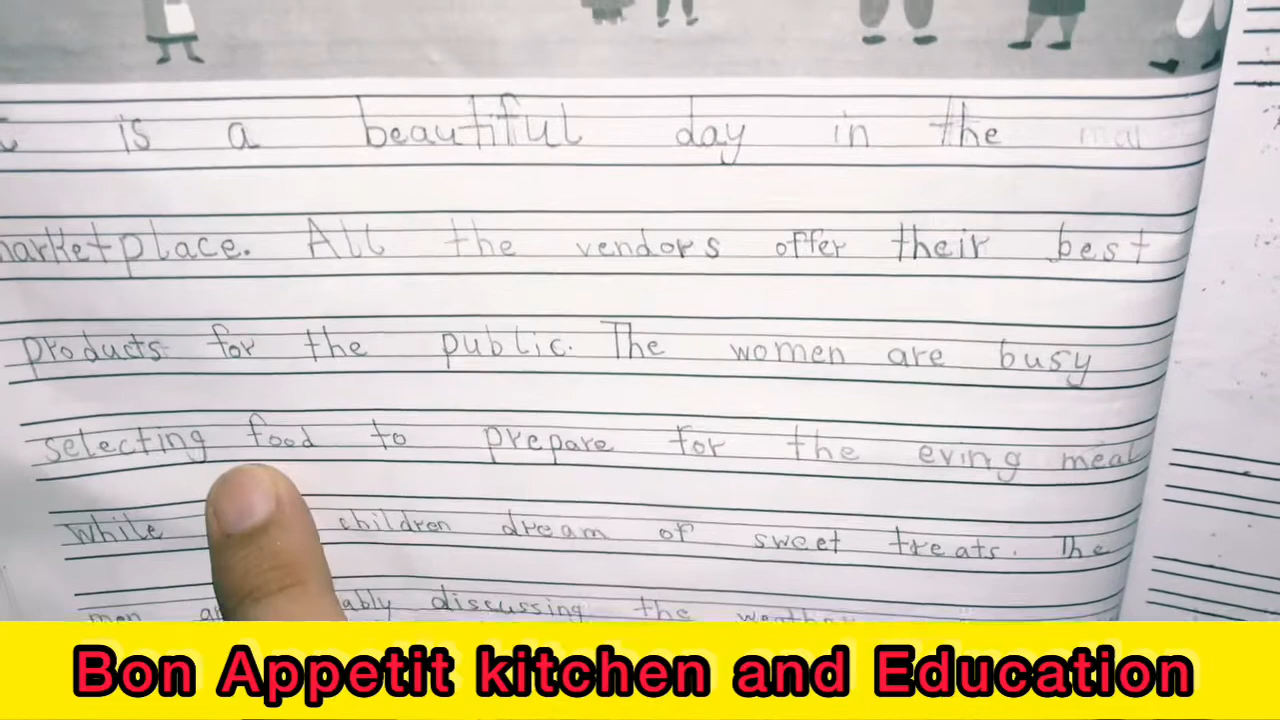 is a beautiful day in the mal
marketplace. All the vendors offer their best
products for the public. The women are busy
selecting food to prepare for the eving meal
while children dream of sweet treats. The
men discussing the
Bon Appetit kitchen and Education